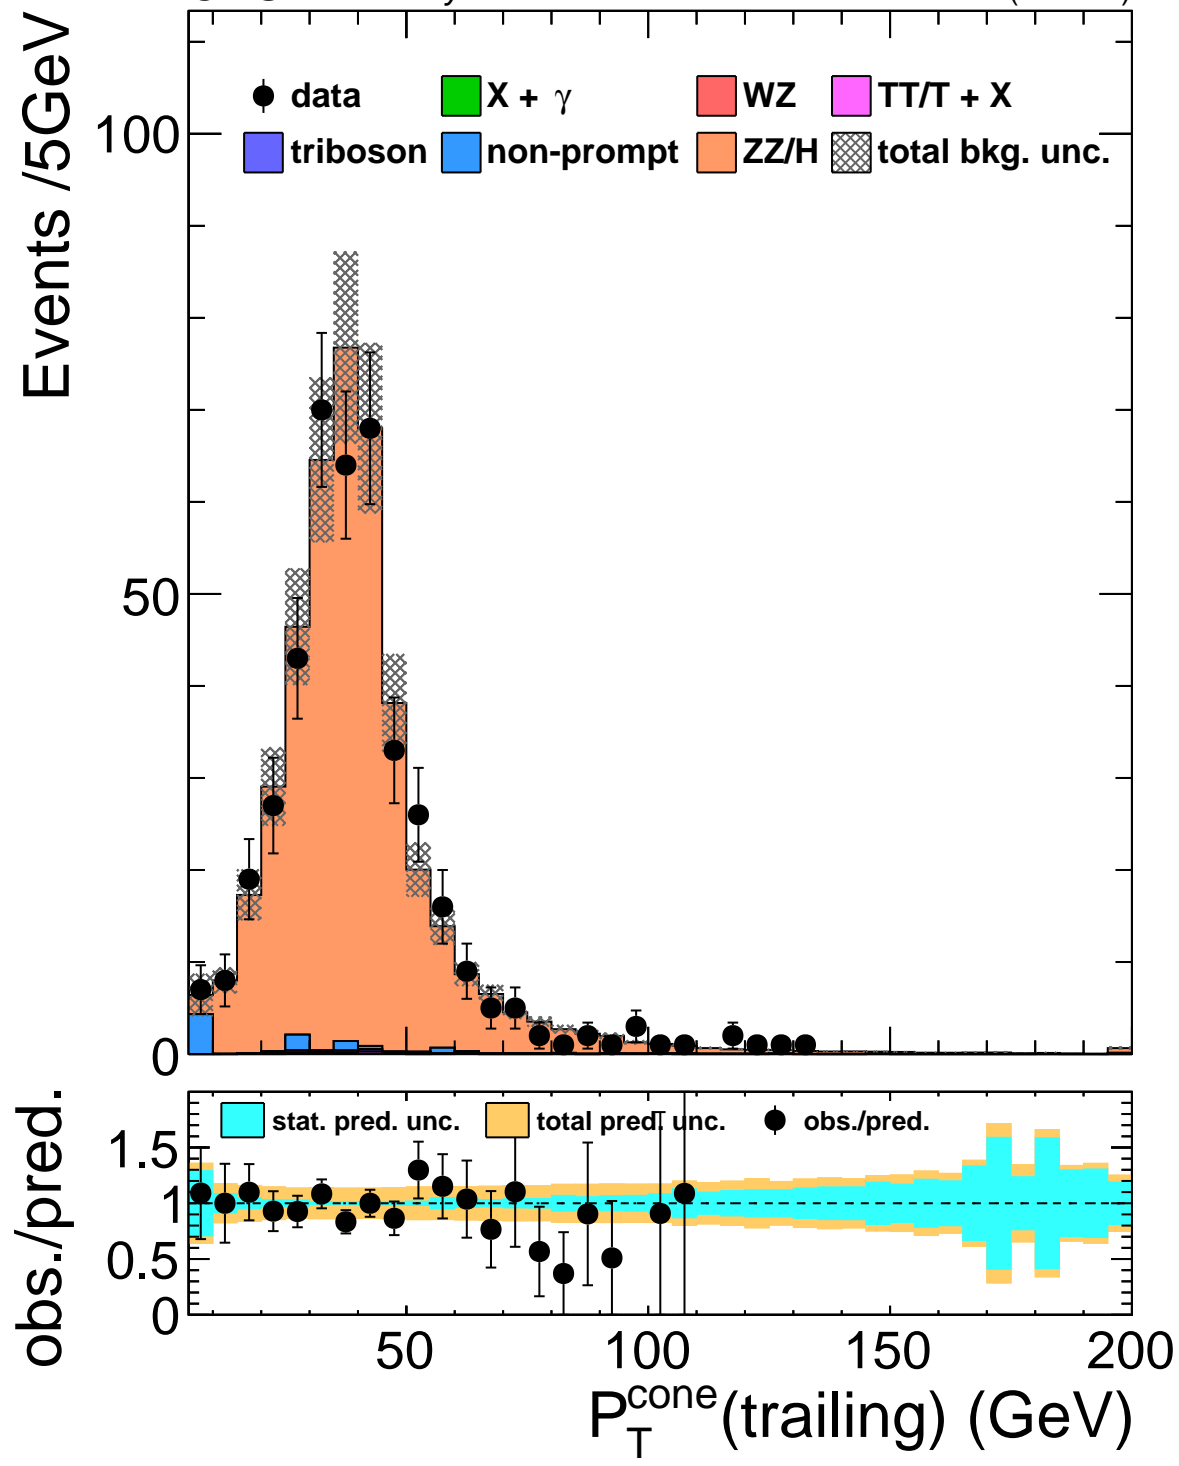 Events /5GeV
data
X + γ
WZ
TT/T + X
triboson
non-prompt
ZZ/H
total bkg. unc.
100
50
0
obs./pred.
stat. pred. unc.
total pred. unc.
obs./pred.
1.5
1
0.5
0
50
100
150
200
P_T^cone(trailing) (GeV)